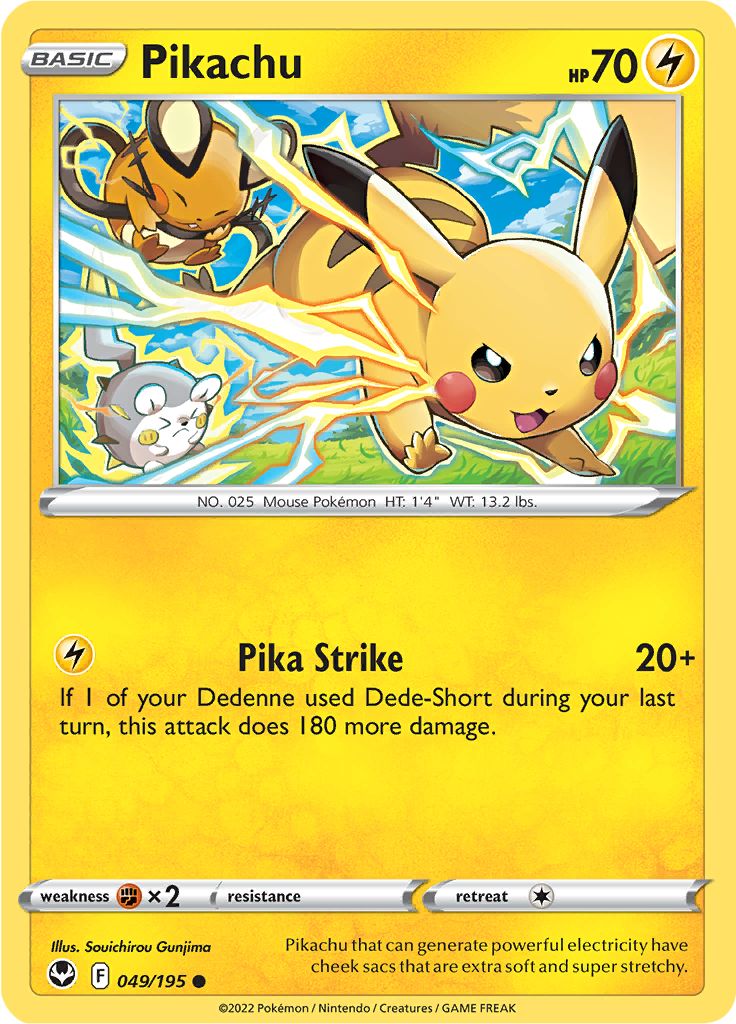 BASIC Pikachu HP70
NO. 025 Mouse Pokémon HT: 1'4" WT: 13.2 lbs.
Pika Strike 20+
If 1 of your Dedenne used Dede-Short during your last
turn, this attack does 180 more damage.
weakness ×2 resistance retreat
Illus. Souichirou Gunjima
Pikachu that can generate powerful electricity have
cheek sacs that are extra soft and super stretchy.
F 049/195
©2022 Pokémon / Nintendo / Creatures / GAME FREAK